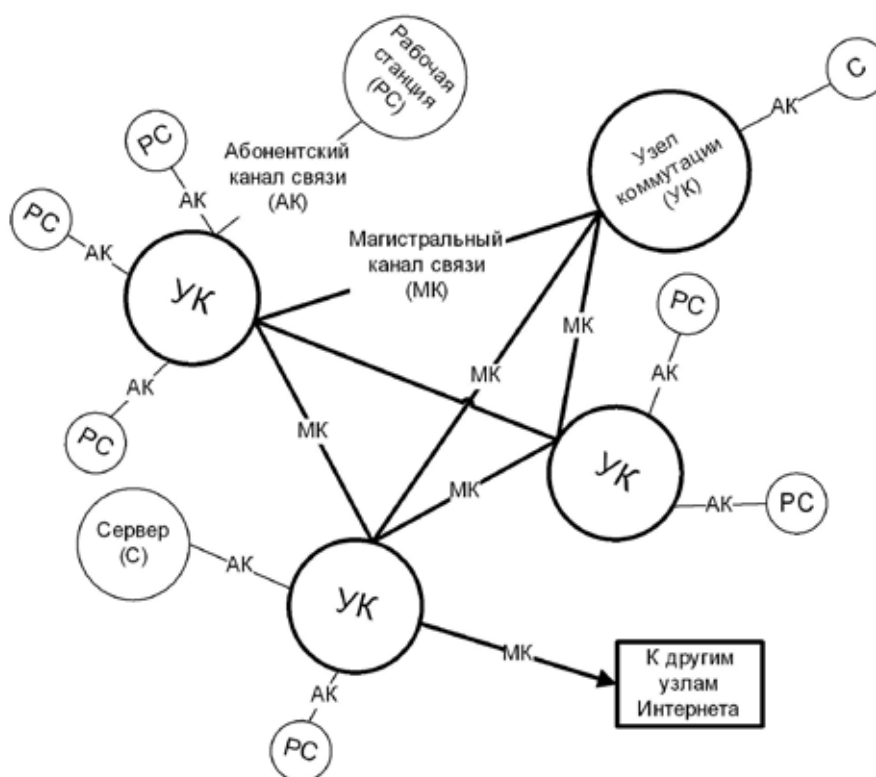 Рабочая
станция
(РС)
С
АК
РС
АК
Абонентский
канал связи
(АК)
Узел
коммутации
(УК)
РС
АК
УК
Магистральный
канал связи
(МК)
РС
МК
АК
МК
АК
РС
МК
УК
МК
АК
РС
Сервер
(С)
АК
УК
МК
К другим
узлам
Интернета
АК
РС